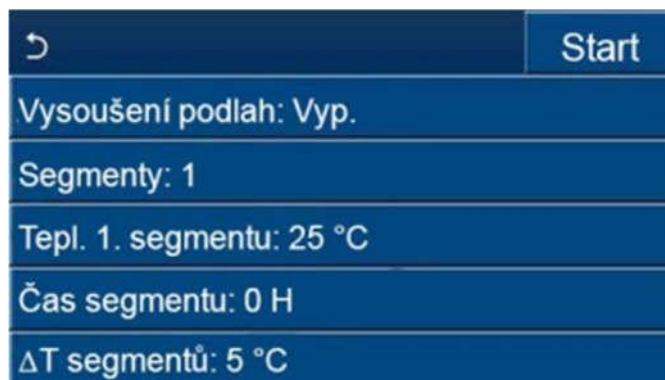 Start
Vysoušení podlah: Vyp.
Segmenty: 1
Tepl. 1. segmentu: 25 °C
Čas segmentu: 0 H
ΔT segmentů: 5 °C